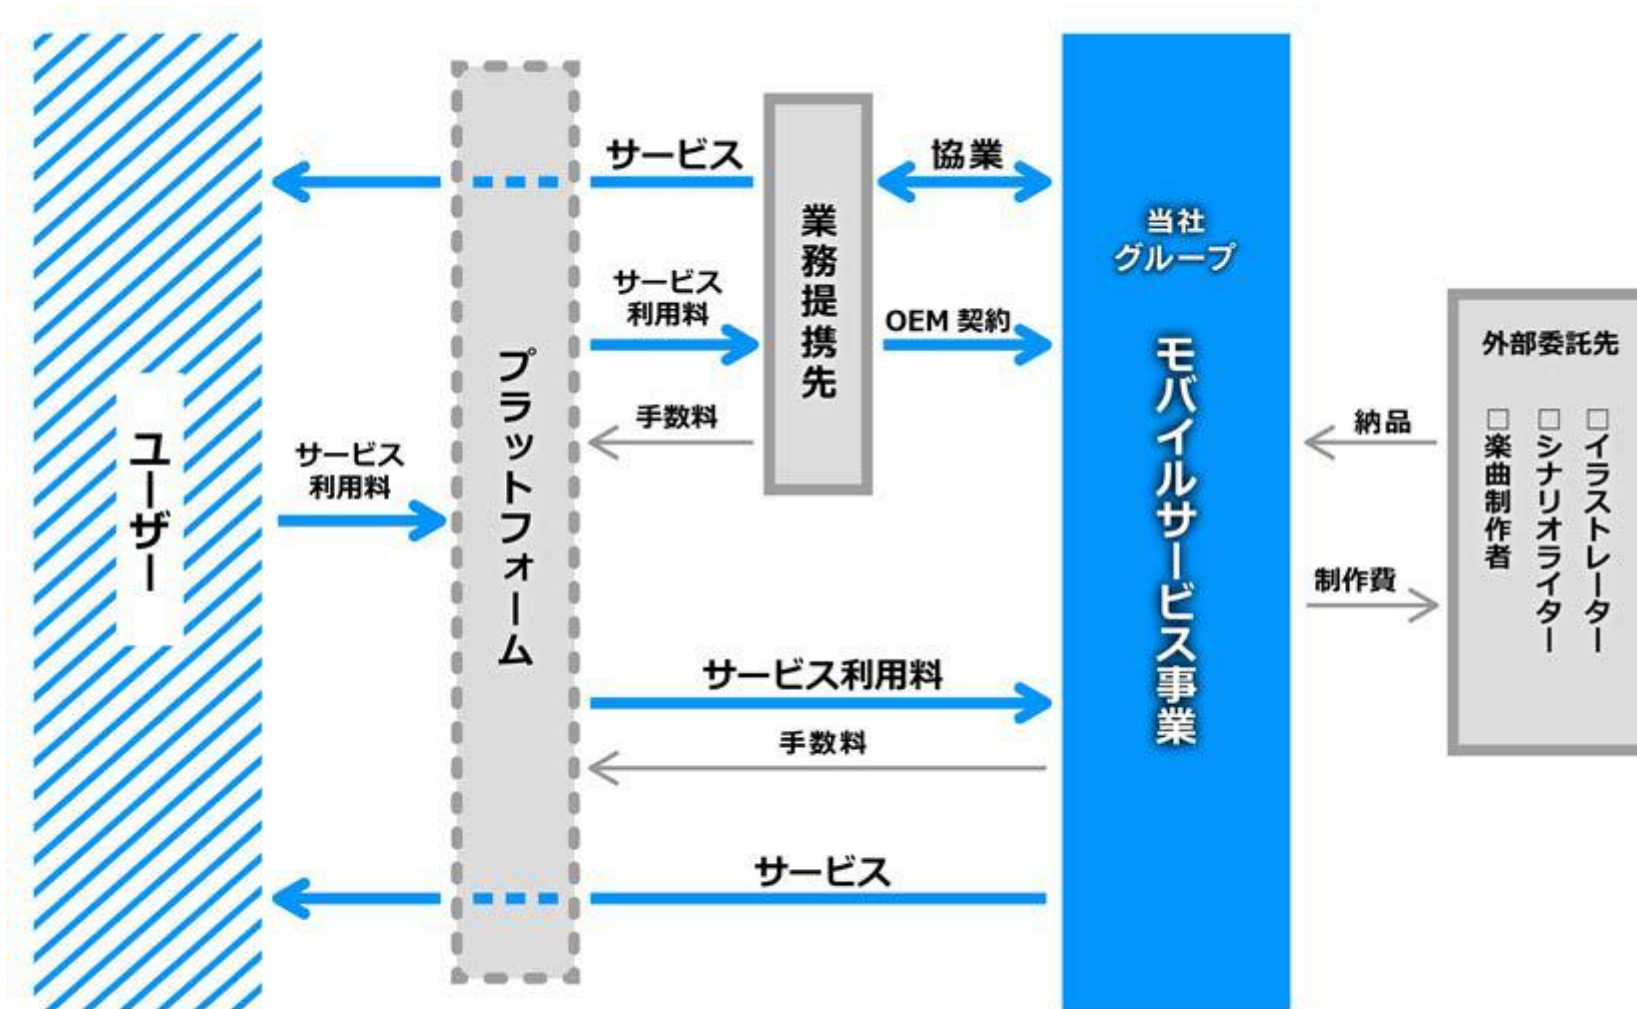 サービス
協業
業務提携先
当社
グループ
モバイルサービス事業
サービス
利用料
OEM 契約
プラットフォーム
手数料
ユーザー
サービス
利用料
外部委託先
□イラストレーター
□シナリオライター
□楽曲制作者
納品
制作費
サービス利用料
手数料
サービス